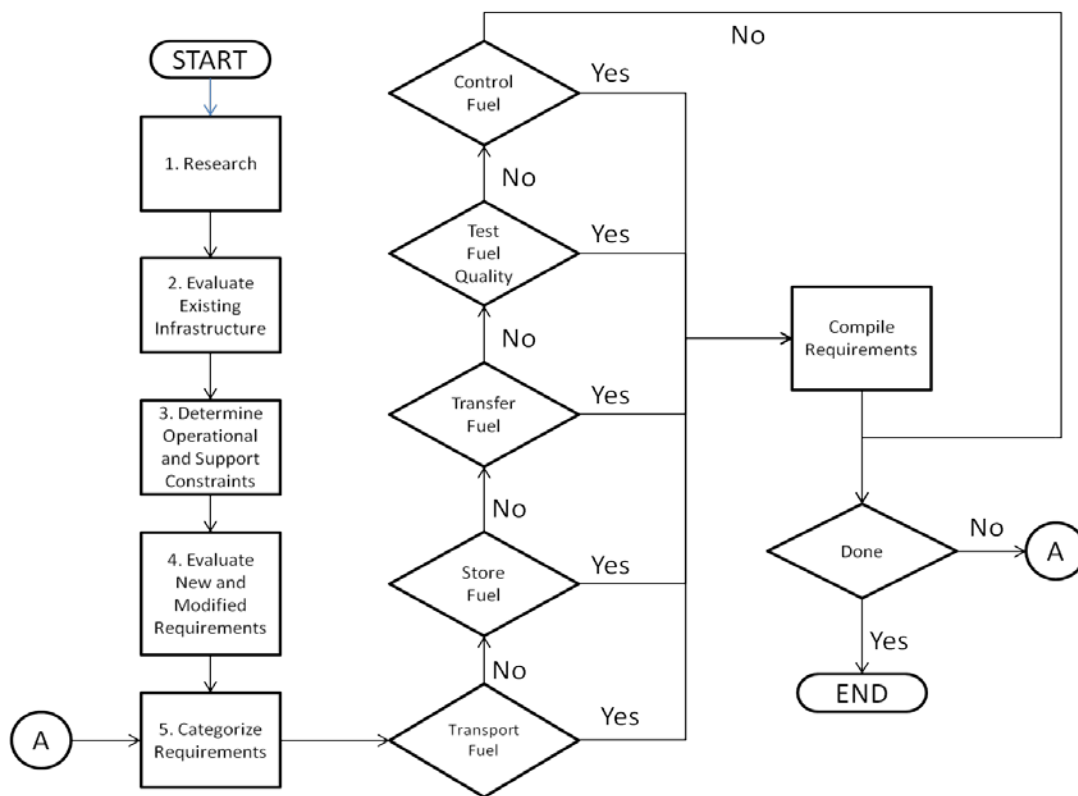 START
1. Research
2. Evaluate
Existing
Infrastructure
3. Determine
Operational
and Support
Constraints
4. Evaluate
New and
Modified
Requirements
A
5. Categorize
Requirements
Transport
Fuel
Yes
No
Store
Fuel
Yes
No
Transfer
Fuel
Yes
No
Test
Fuel
Quality
Yes
No
Control
Fuel
Yes
No
Compile
Requirements
Done
No
A
Yes
END